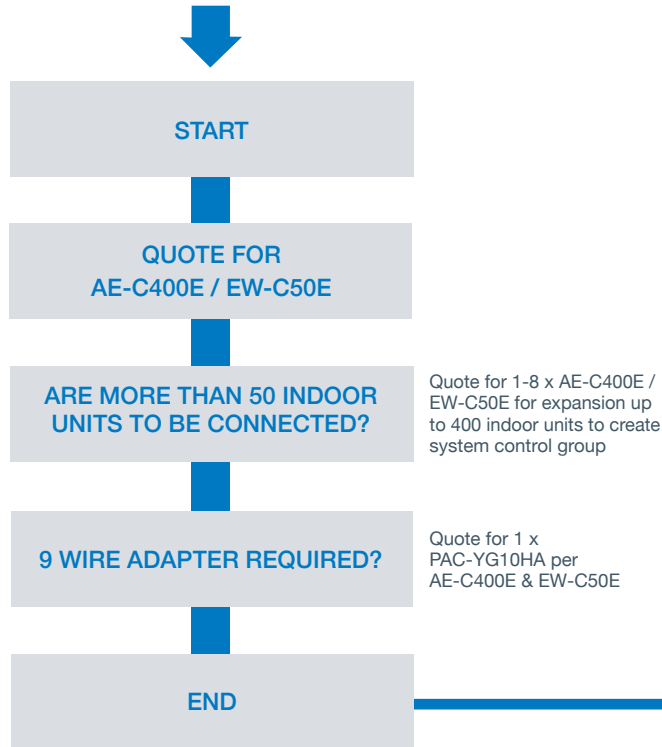 START
QUOTE FOR
AE-C400E / EW-C50E
ARE MORE THAN 50 INDOOR
UNITS TO BE CONNECTED?
Quote for 1-8 x AE-C400E /
EW-C50E for expansion up
to 400 indoor units to create
system control group
9 WIRE ADAPTER REQUIRED?
Quote for 1 x
PAC-YG10HA per
AE-C400E & EW-C50E
END